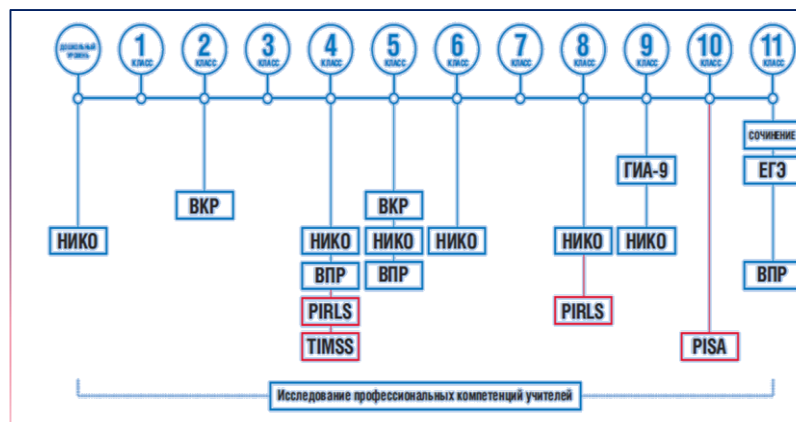 ДОШКОЛЬНЫЙ УРОВЕНЬ
1 КЛАСС
2 КЛАСС
3 КЛАСС
4 КЛАСС
5 КЛАСС
6 КЛАСС
7 КЛАСС
8 КЛАСС
9 КЛАСС
10 КЛАСС
11 КЛАСС
СОЧИНЕНИЕ
ГИА-9 ЕГЭ
ВКР ВКР
НИКО НИКО НИКО НИКО НИКО НИКО
ВПР ВПР ВПР
PIRLS PIRLS
TIMSS PISA
Исследование профессиональных компетенций учителей